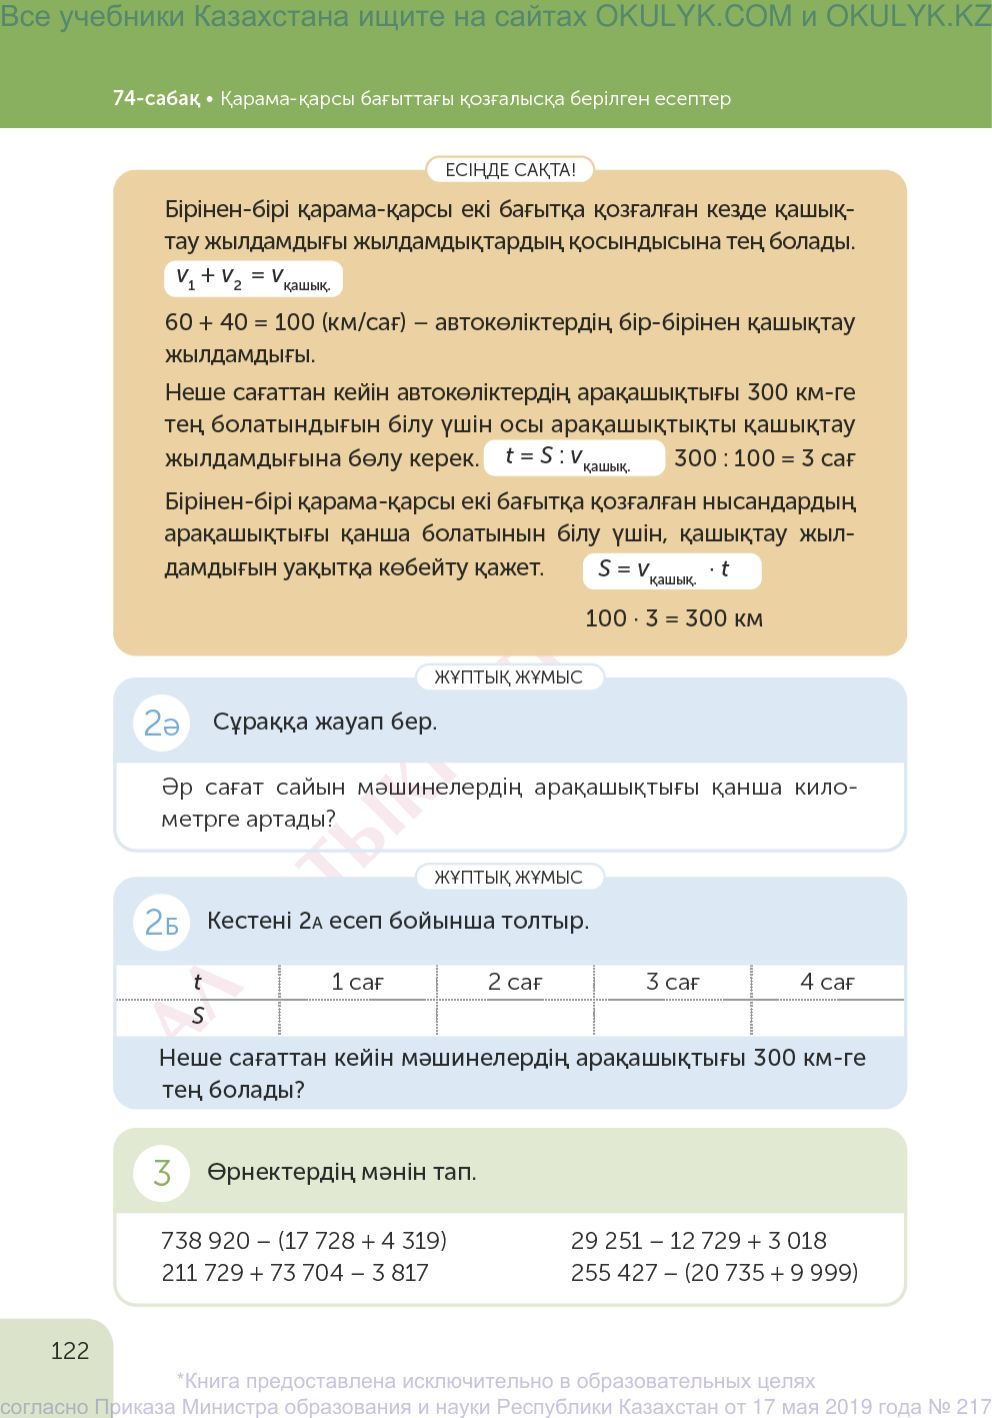 Все учебники Казахстана ищите на сайтах OKULYK.COM и OKULYK.KZ
74-сабақ • Қарама-қарсы бағыттағы қозғалысқа берілген есептер
ЕСІҢДЕ САҚТА!
Бірінен-бірі қарама-қарсы екі бағытқа қозғалған кезде қашық-
тау жылдамдығы жылдамдықтардың қосындысына тең болады.
v₁ + v₂ = v қашық.
60 + 40 = 100 (км/сағ) – автокөліктердің бір-бірінен қашықтау
жылдамдығы.
Неше сағаттан кейін автокөліктердің арақашықтығы 300 км-ге
тең болатындығын білу үшін осы арақашықтықты қашықтау
жылдамдығына бөлу керек. t = S : v қашық. 300 : 100 = 3 сағ
Бірінен-бірі қарама-қарсы екі бағытқа қозғалған нысандардың
арақашықтығы қанша болатынын білу үшін, қашықтау жыл-
дамдығын уақытқа көбейту қажет. S = v қашық. · t
100 · 3 = 300 км
ЖҰПТЫҚ ЖҰМЫС
2ә Сұраққа жауап бер.
Әр сағат сайын мәшинелердің арақашықтығы қанша кило-
метрге артады?
ЖҰПТЫҚ ЖҰМЫС
2Б Кестені 2А есеп бойынша толтыр.
t 1 сағ 2 сағ 3 сағ 4 сағ
S
Неше сағаттан кейін мәшинелердің арақашықтығы 300 км-ге
тең болады?
3 Өрнектердің мәнін тап.
738 920 – (17 728 + 4 319) 29 251 – 12 729 + 3 018
211 729 + 73 704 – 3 817 255 427 – (20 735 + 9 999)
122
*Книга предоставлена исключительно в образовательных целях
согласно Приказа Министра образования и науки Республики Казахстан от 17 мая 2019 года № 217